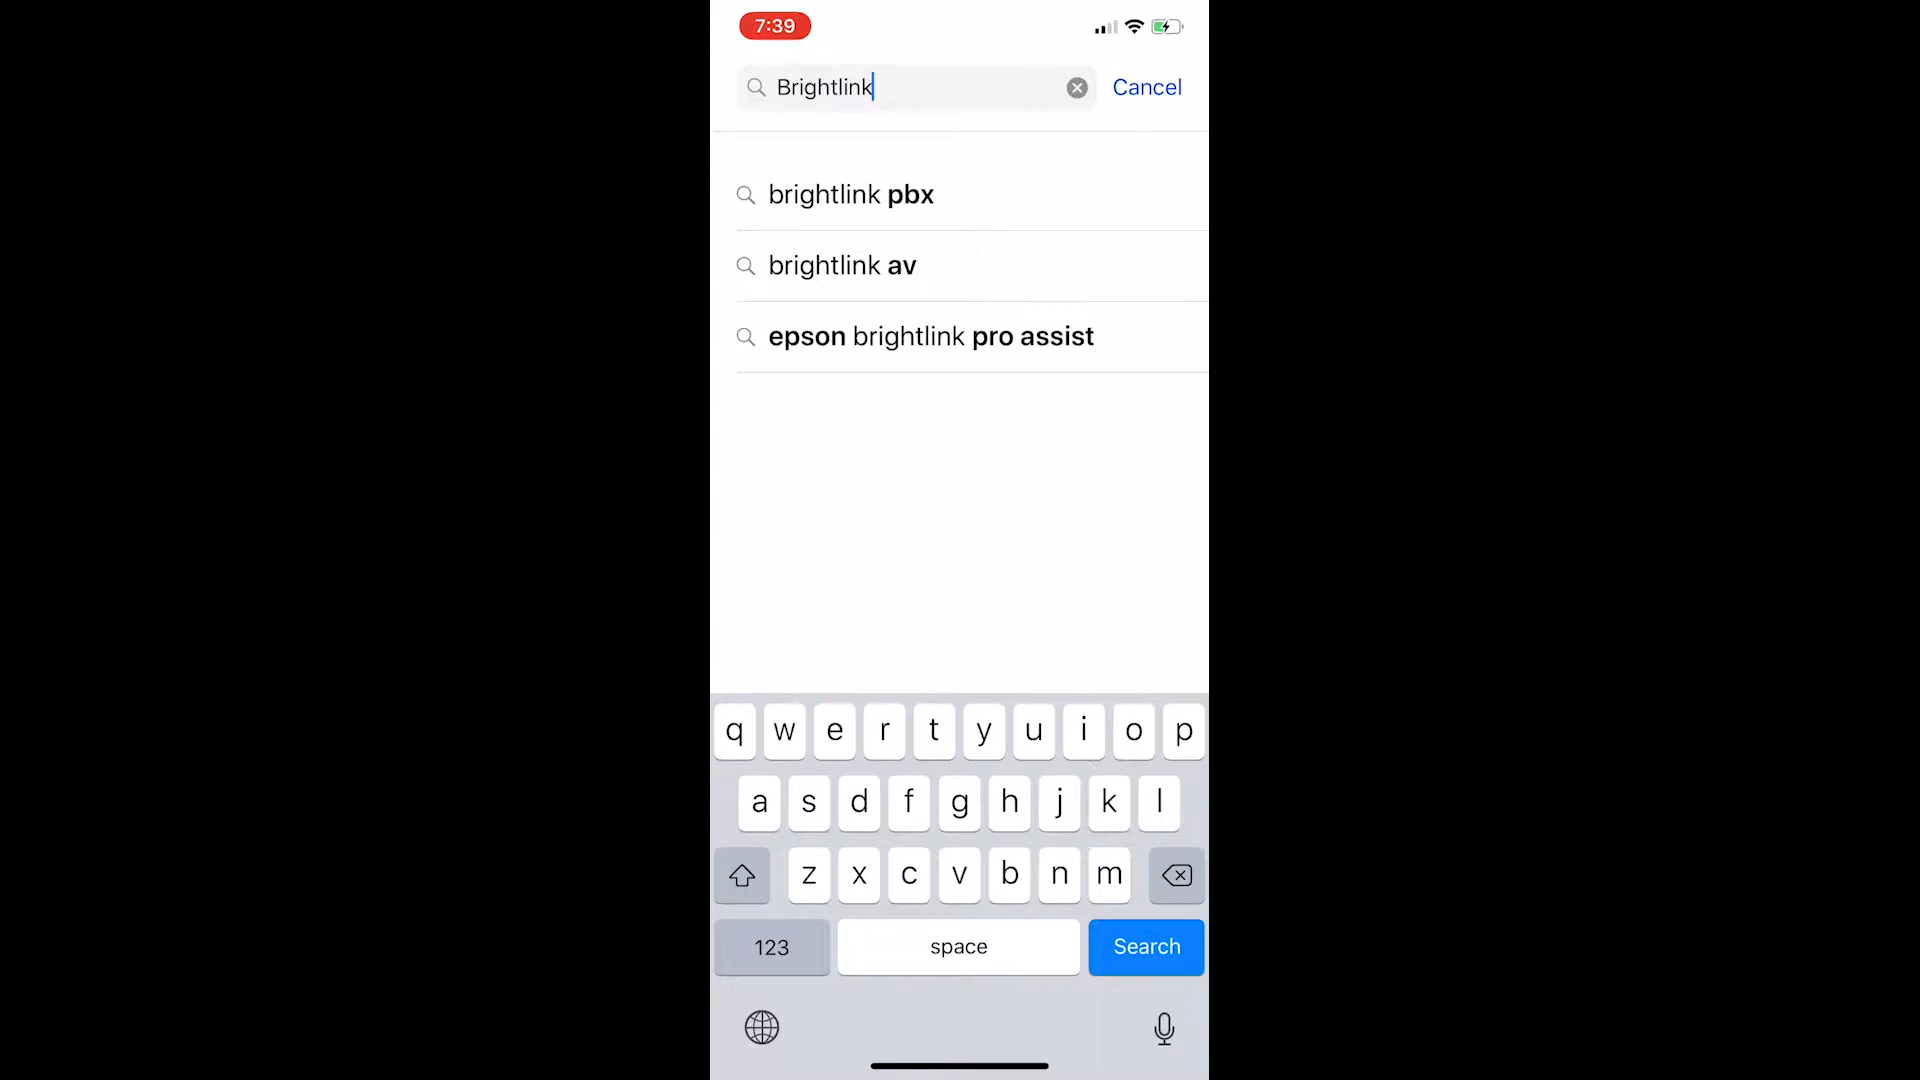 7:39
Brightlink
Cancel
brightlink pbx
brightlink av
epson brightlink pro assist
q w e r t y u i o p
a s d f g h j k l
z x c v b n m
123 space Search